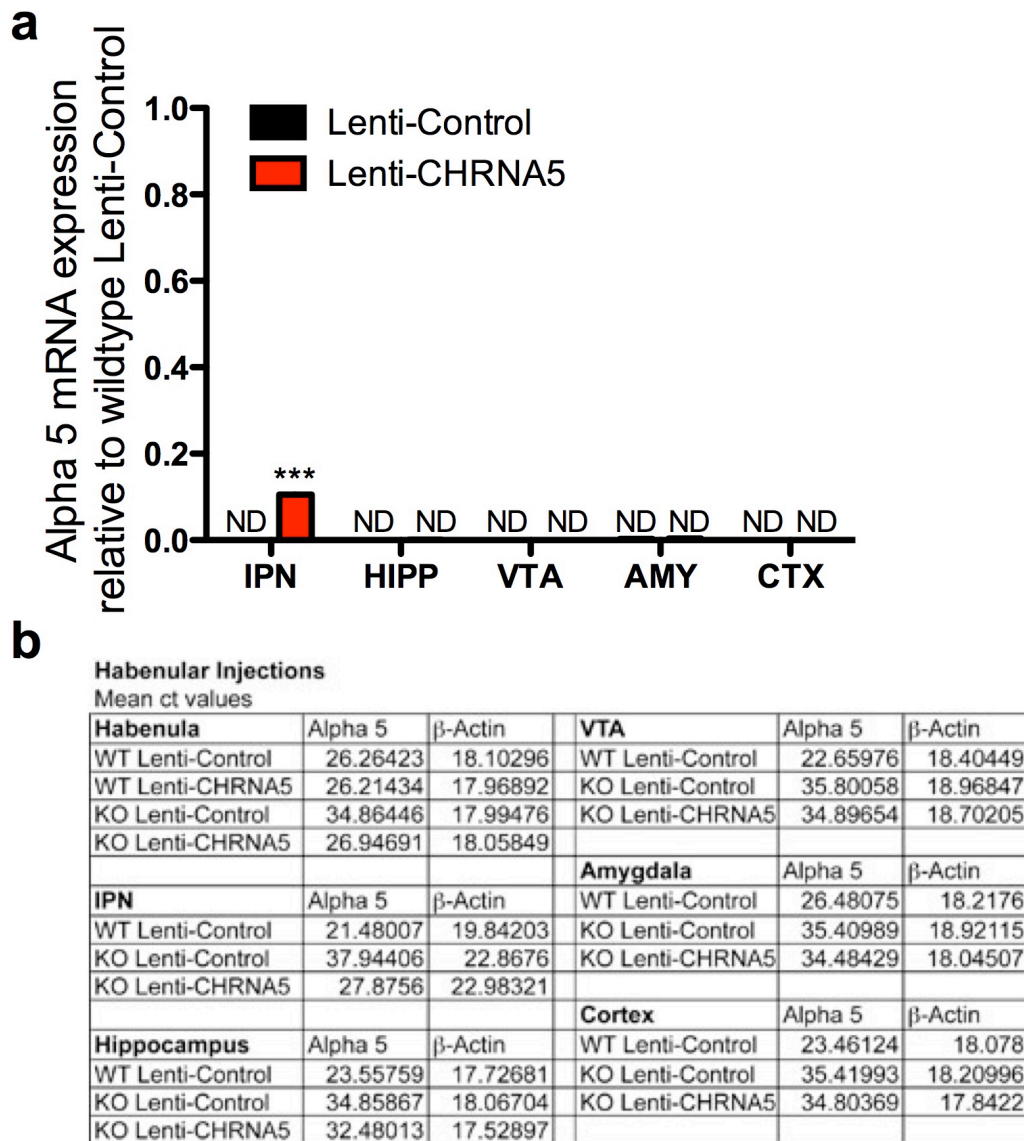 a
Alpha 5 mRNA expression
relative to wildtype Lenti-Control
1.0
0.8
0.6
0.4
0.2
0.0
Lenti-Control
Lenti-CHRNA5
***
ND ND ND ND ND ND ND ND ND
IPN HIPP VTA AMY CTX
b
Habenular Injections
Mean ct values
Habenula Alpha 5 β-Actin
WT Lenti-Control 26.26423 18.10296
WT Lenti-CHRNA5 26.21434 17.96892
KO Lenti-Control 34.86446 17.99476
KO Lenti-CHRNA5 26.94691 18.05849
IPN Alpha 5 β-Actin
WT Lenti-Control 21.48007 19.84203
KO Lenti-Control 37.94406 22.8676
KO Lenti-CHRNA5 27.8756 22.98321
Hippocampus Alpha 5 β-Actin
WT Lenti-Control 23.55759 17.72681
KO Lenti-Control 34.85867 18.06704
KO Lenti-CHRNA5 32.48013 17.52897
VTA Alpha 5 β-Actin
WT Lenti-Control 22.65976 18.40449
KO Lenti-Control 35.80058 18.96847
KO Lenti-CHRNA5 34.89654 18.70205
Amygdala Alpha 5 β-Actin
WT Lenti-Control 26.48075 18.2176
KO Lenti-Control 35.40989 18.92115
KO Lenti-CHRNA5 34.48429 18.04507
Cortex Alpha 5 β-Actin
WT Lenti-Control 23.46124 18.078
KO Lenti-Control 35.41993 18.20996
KO Lenti-CHRNA5 34.80369 17.8422